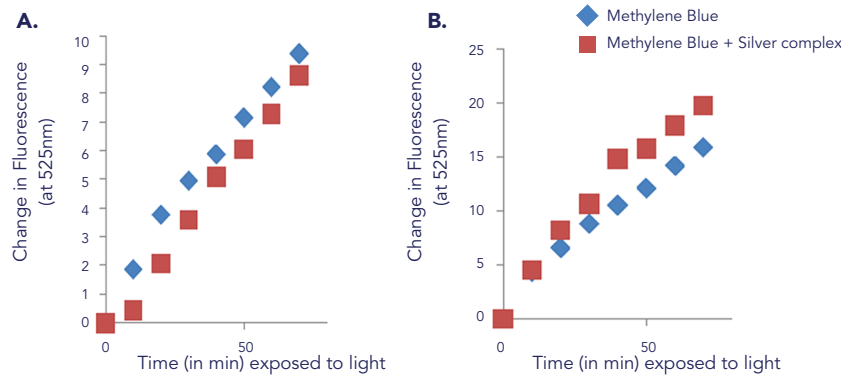 A.
10
9
8
7
6
5
4
3
2
1
0
0
50
Change in Fluorescence
(at 525nm)
Time (in min) exposed to light
B.
Methylene Blue
Methylene Blue + Silver complex
25
20
15
10
5
0
0
50
Change in Fluorescence
(at 525nm)
Time (in min) exposed to light